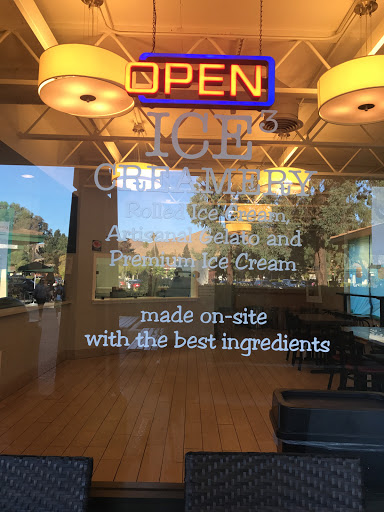 OPEN
ICE³
CREAMERY
Rolled Ice Cream,
Artisanal Gelato and
Premium Ice Cream
made on-site
with the best ingredients